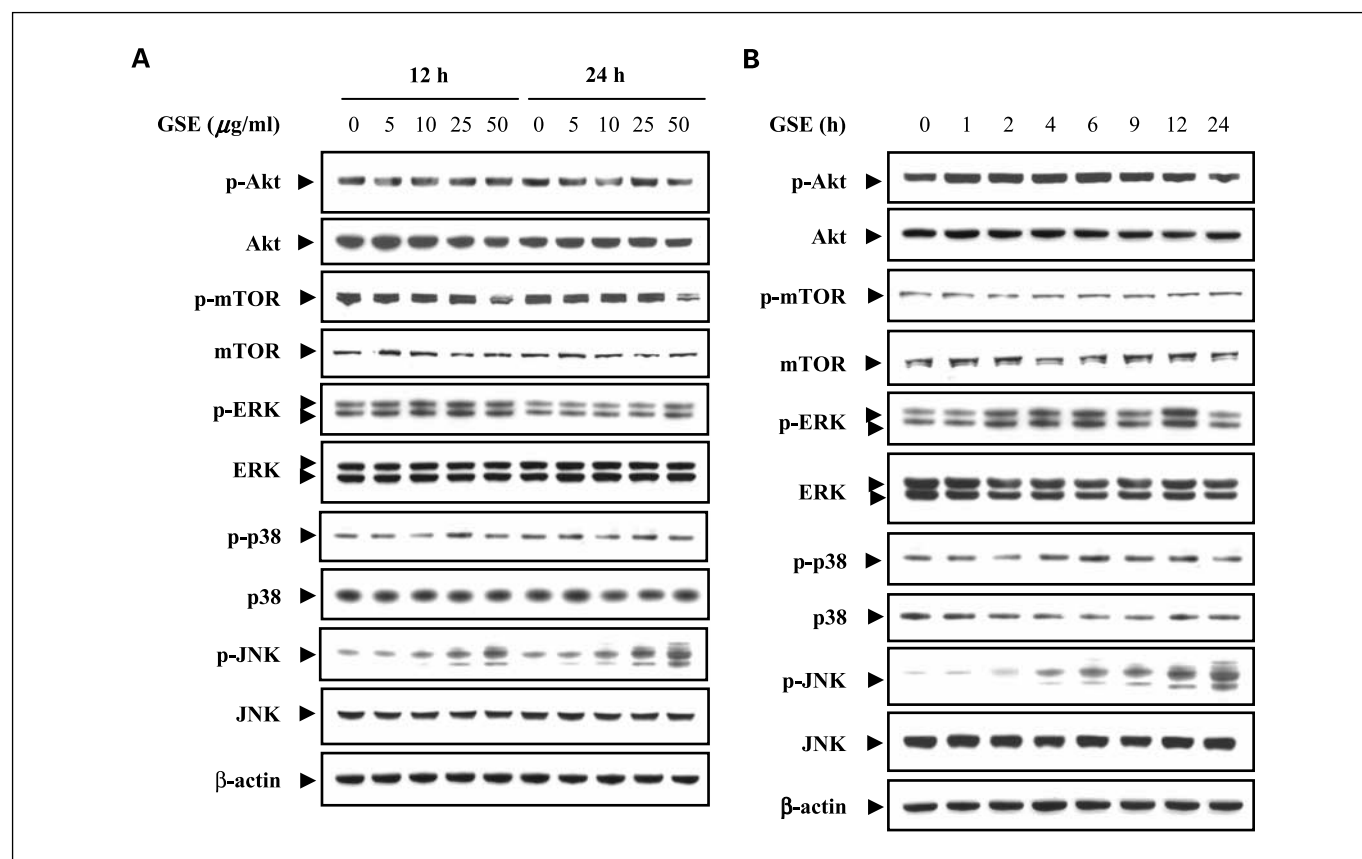 A
12 h 24 h
GSE (μg/ml) 0 5 10 25 50 0 5 10 25 50
p-Akt
Akt
p-mTOR
mTOR
p-ERK
ERK
p-p38
p38
p-JNK
JNK
β-actin
B
GSE (h) 0 1 2 4 6 9 12 24
p-Akt
Akt
p-mTOR
mTOR
p-ERK
ERK
p-p38
p38
p-JNK
JNK
β-actin